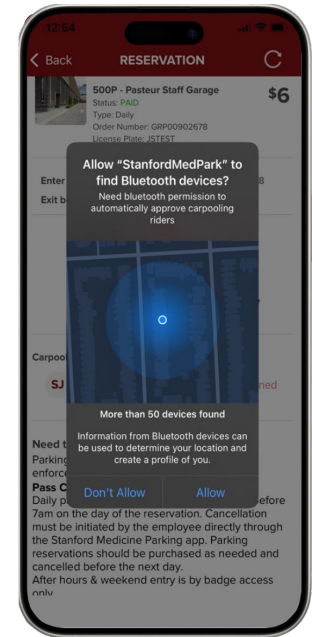 12:54
Back
RESERVATION
500P - Pasteur Staff Garage
$6
Status: PAID
Type: Daily
Order Number: GRP00902678
License Plate: JSTEST
Allow “StanfordMedPark” to
find Bluetooth devices?
Need bluetooth permission to
automatically approve carpooling
riders
Enter
8
Exit b
Carpool
SJ
ned
More than 50 devices found
Information from Bluetooth devices can
be used to determine your location and
create a profile of you.
Don't Allow
Allow
Need t
Parking
enforce
Pass C
Daily p
efore
7am on the day of the reservation. Cancellation
must be initiated by the employee directly through
the Stanford Medicine Parking app. Parking
reservations should be purchased as needed and
cancelled before the next day.
After hours & weekend entry is by badge access
only